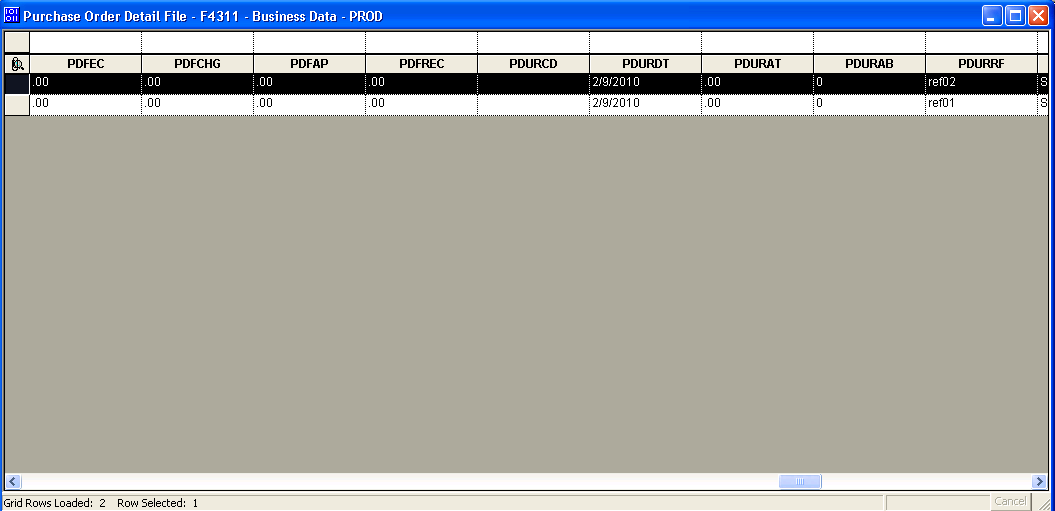 Purchase Order Detail File - F4311 - Business Data - PROD
PDFEC PDFCHG PDFAP PDFREC PDURCD PDURDT PDURAT PDURAB PDURRF
.00 .00 .00 .00 2/9/2010 .00 0 ref02 S
.00 .00 .00 .00 2/9/2010 .00 0 ref01 S
Grid Rows Loaded: 2 Row Selected: 1 Cancel